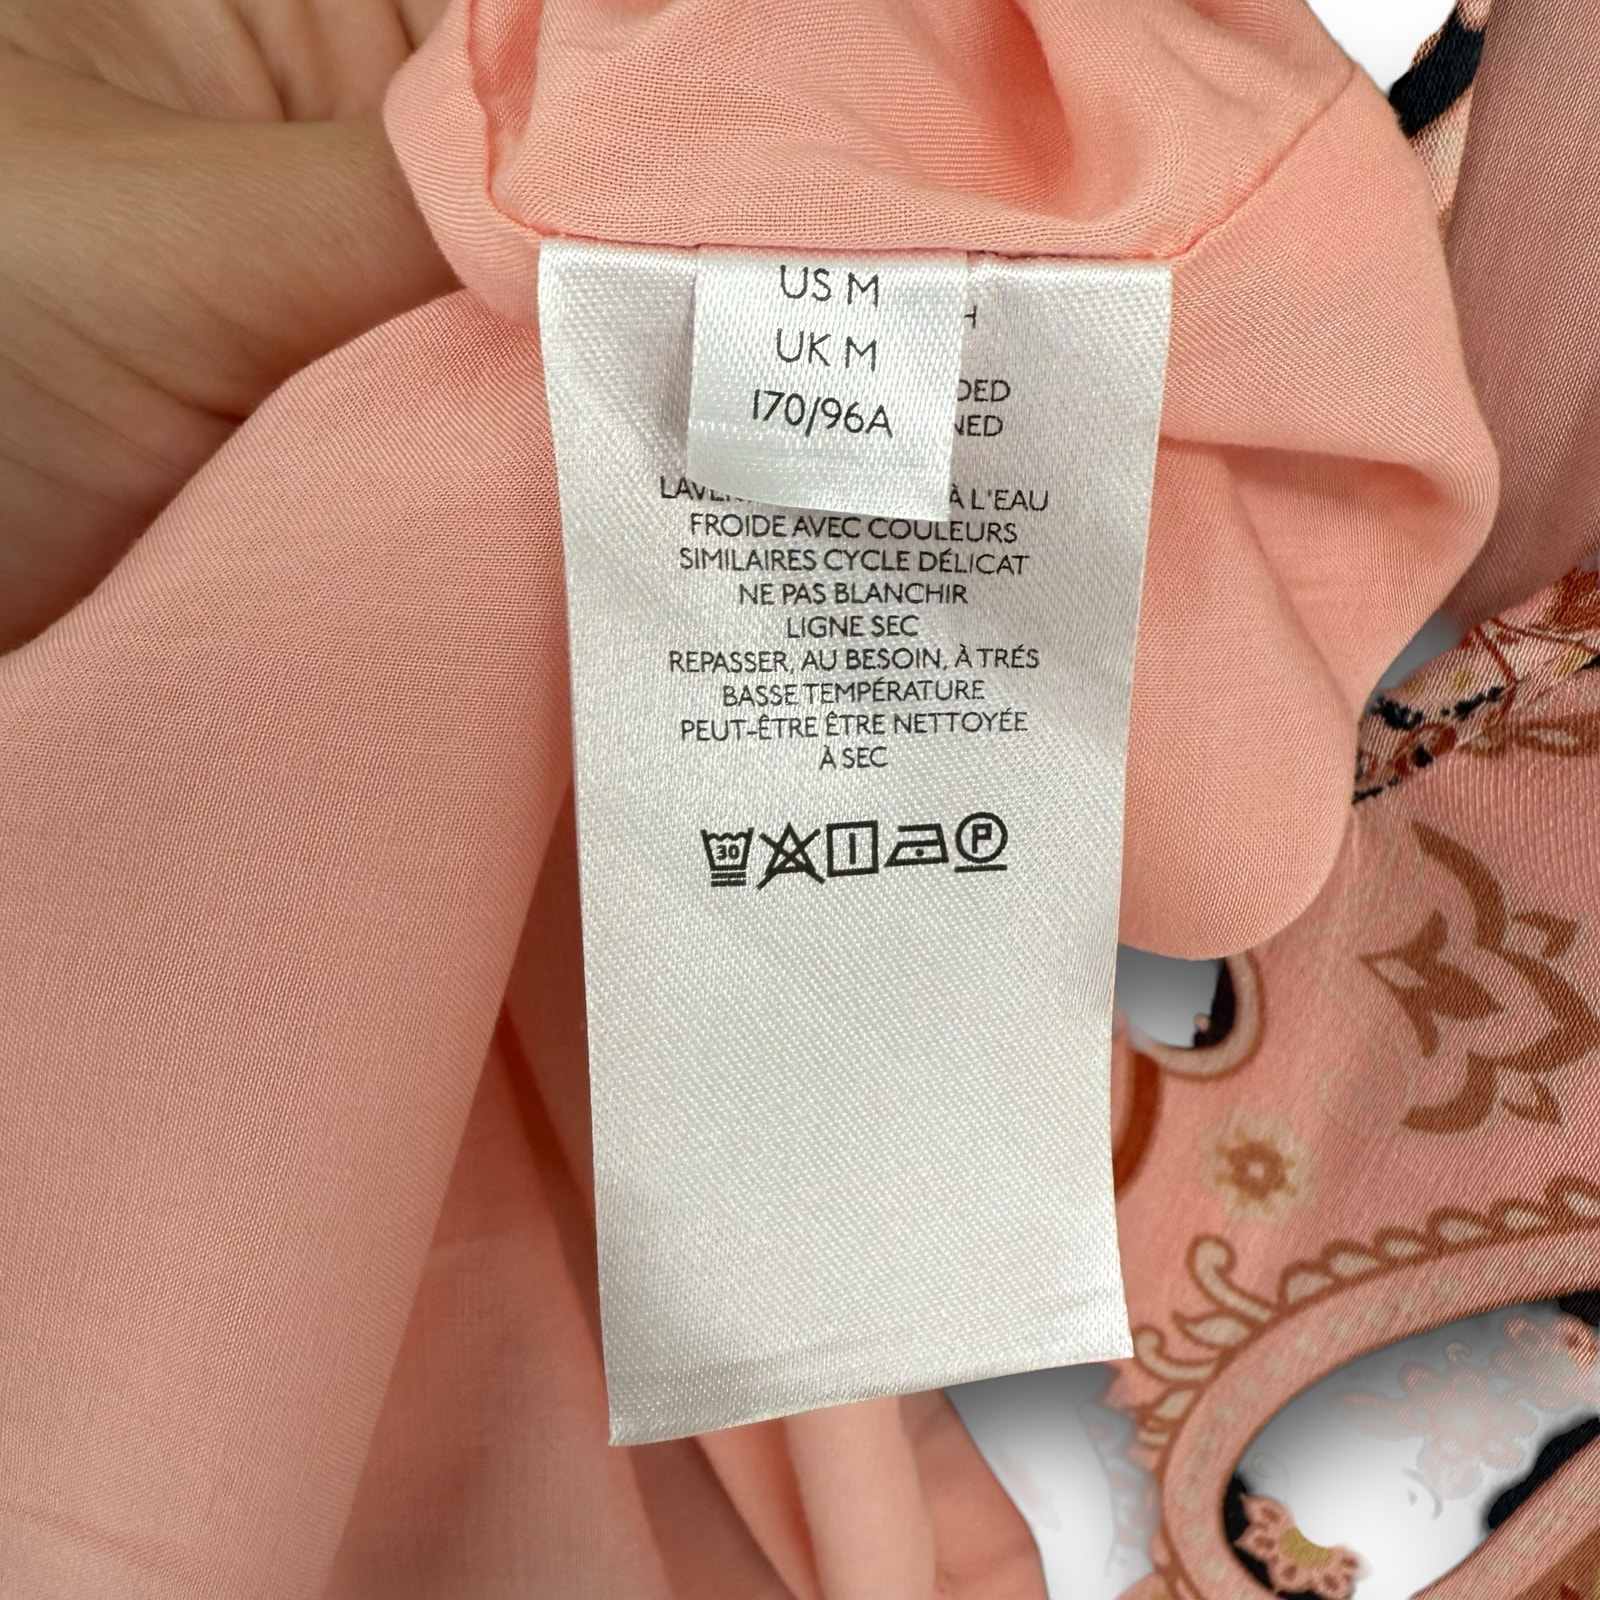 US M
UK M
170/96A
À L'EAU
FROIDE AVEC COULEURS
SIMILAIRES CYCLE DÉLICAT
NE PAS BLANCHIR
LIGNE SEC
REPASSER, AU BESOIN, À TRÉS
BASSE TEMPÉRATURE
PEUT-ÊTRE ÊTRE NETTOYÉE
À SEC
30
P